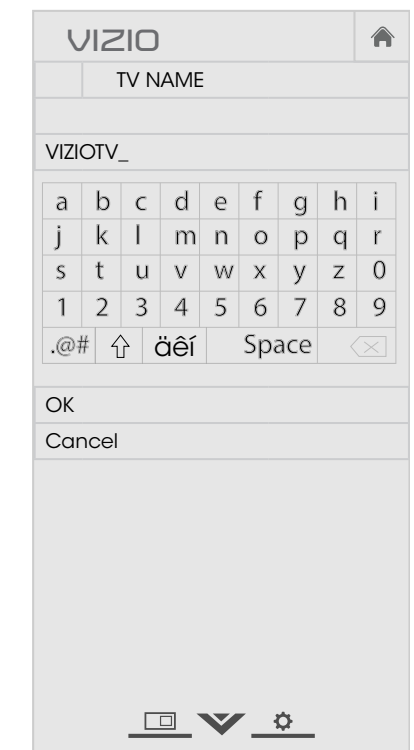 VIZIO
TV NAME
VIZIOTV_
a b c d e f g h i
j k l m n o p q r
s t u v w x y z 0
1 2 3 4 5 6 7 8 9
.@# äêí Space
OK
Cancel